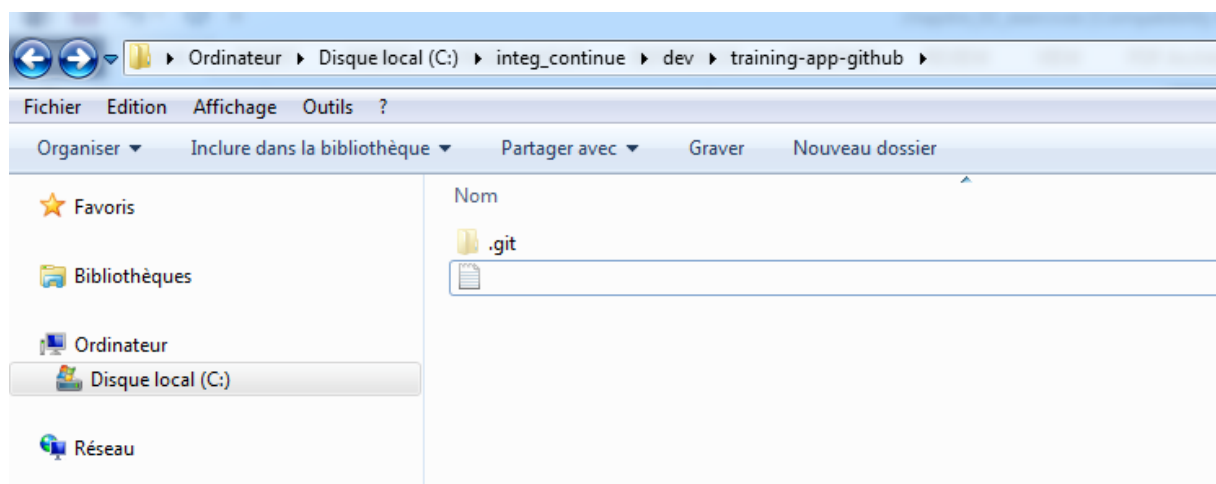 Ordinateur Disque local (C:) integ_continue dev training-app-github
Fichier Edition Affichage Outils ?
Organiser Inclure dans la bibliothèque Partager avec Graver Nouveau dossier
Favoris
Bibliothèques
Ordinateur
Disque local (C:)
Réseau
Nom
.git